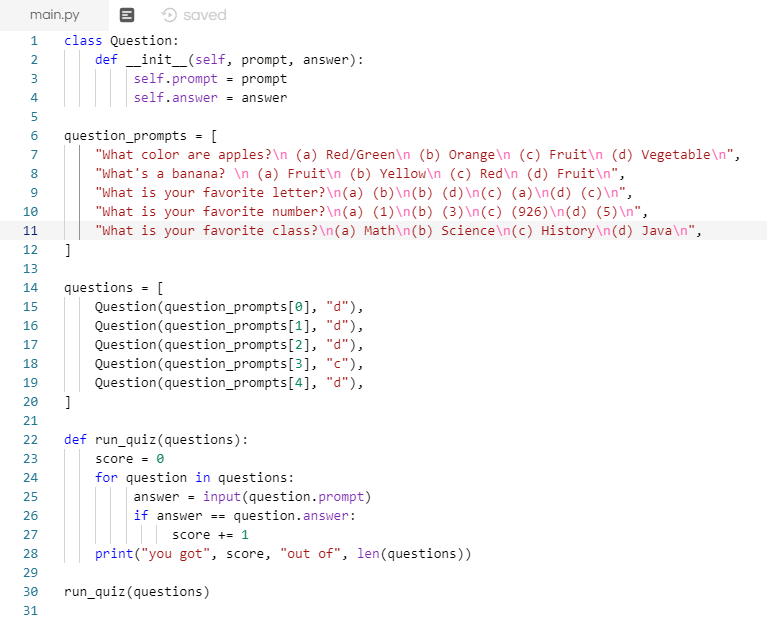 main.py saved
1 class Question:
2     def __init__(self, prompt, answer):
3          self.prompt = prompt
4          self.answer = answer
5
6 question_prompts = [
7     "What color are apples?\n (a) Red/Green\n (b) Orange\n (c) Fruit\n (d) Vegetable\n",
8     "What's a banana? \n (a) Fruit\n (b) Yellow\n (c) Red\n (d) Fruit\n",
9     "What is your favorite letter?\n(a) (b)\n(b) (d)\n(c) (a)\n(d) (c)\n",
10     "What is your favorite number?\n(a) (1)\n(b) (3)\n(c) (926)\n(d) (5)\n",
11     "What is your favorite class?\n(a) Math\n(b) Science\n(c) History\n(d) Java\n",
12 ]
13
14 questions = [
15     Question(question_prompts[0], "d"),
16     Question(question_prompts[1], "d"),
17     Question(question_prompts[2], "d"),
18     Question(question_prompts[3], "c"),
19     Question(question_prompts[4], "d"),
20 ]
21
22 def run_quiz(questions):
23     score = 0
24     for question in questions:
25          answer = input(question.prompt)
26          if answer == question.answer:
27               score += 1
28     print("you got", score, "out of", len(questions))
29
30 run_quiz(questions)
31